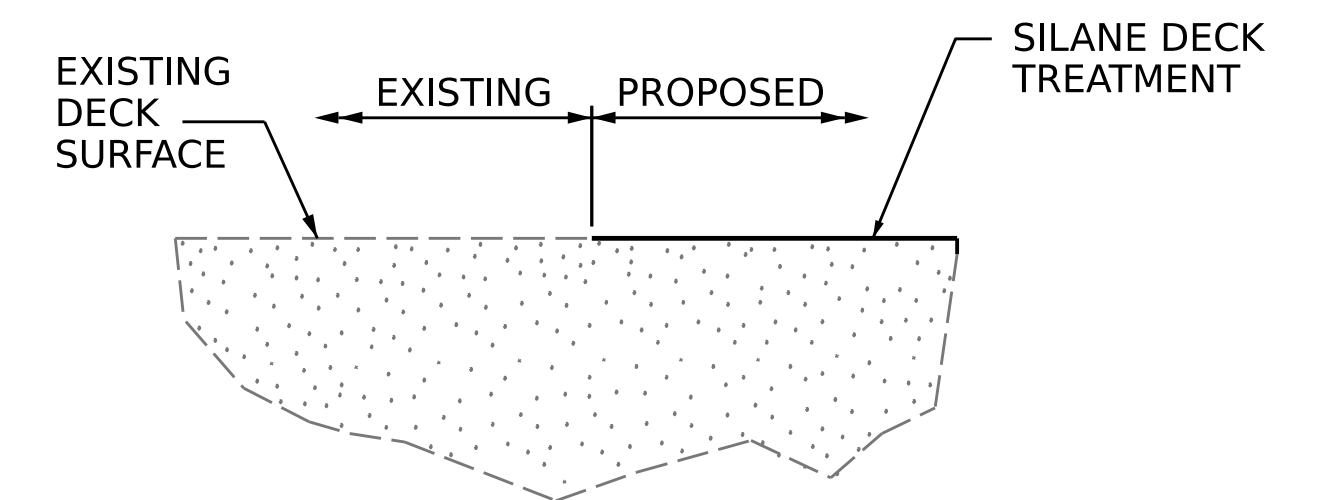 EXISTING
DECK
SURFACE
EXISTING
PROPOSED
SILANE DECK
TREATMENT